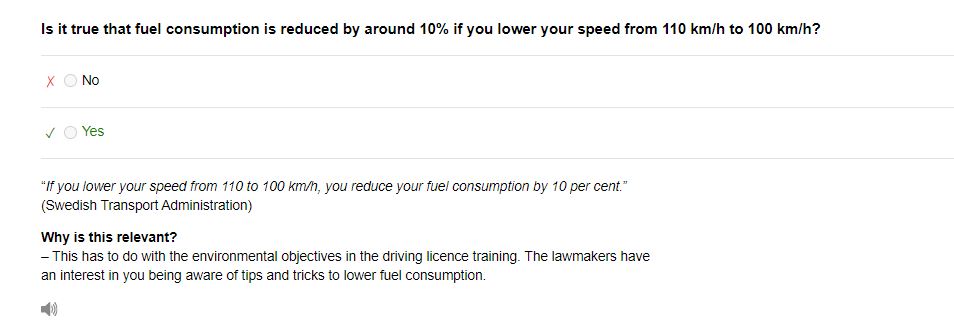 Is it true that fuel consumption is reduced by around 10% if you lower your speed from 110 km/h to 100 km/h?
X No
✓ Yes
"If you lower your speed from 110 to 100 km/h, you reduce your fuel consumption by 10 per cent."
(Swedish Transport Administration)
Why is this relevant?
– This has to do with the environmental objectives in the driving licence training. The lawmakers have
an interest in you being aware of tips and tricks to lower fuel consumption.